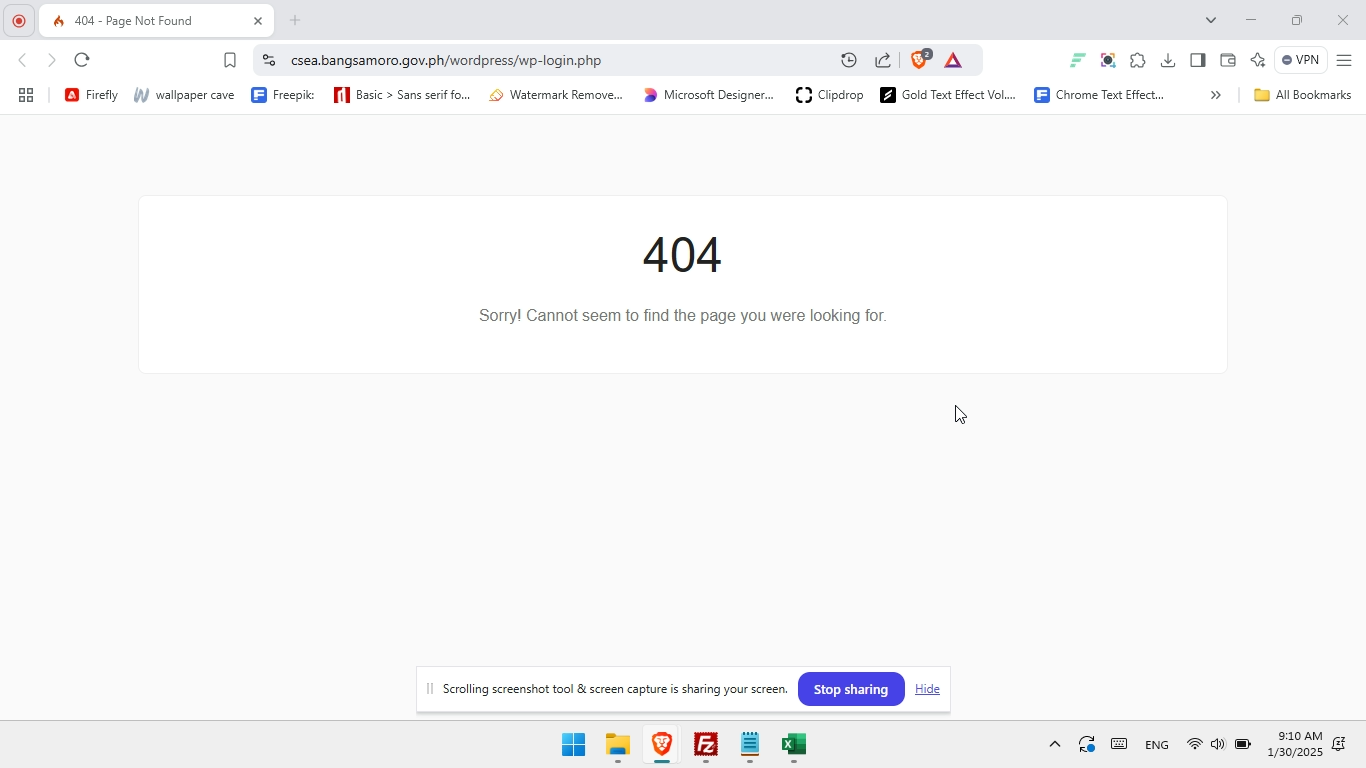 404 - Page Not Found
csea.bangsamoro.gov.ph/wordpress/wp-login.php
2
VPN
Firefly
wallpaper cave
Freepik:
Basic > Sans serif fo...
Watermark Remove...
Microsoft Designer...
Clipdrop
Gold Text Effect Vol....
Chrome Text Effect...
»
All Bookmarks
404
Sorry! Cannot seem to find the page you were looking for.
Scrolling screenshot tool & screen capture is sharing your screen.
Stop sharing
Hide
ENG
9:10 AM
1/30/2025